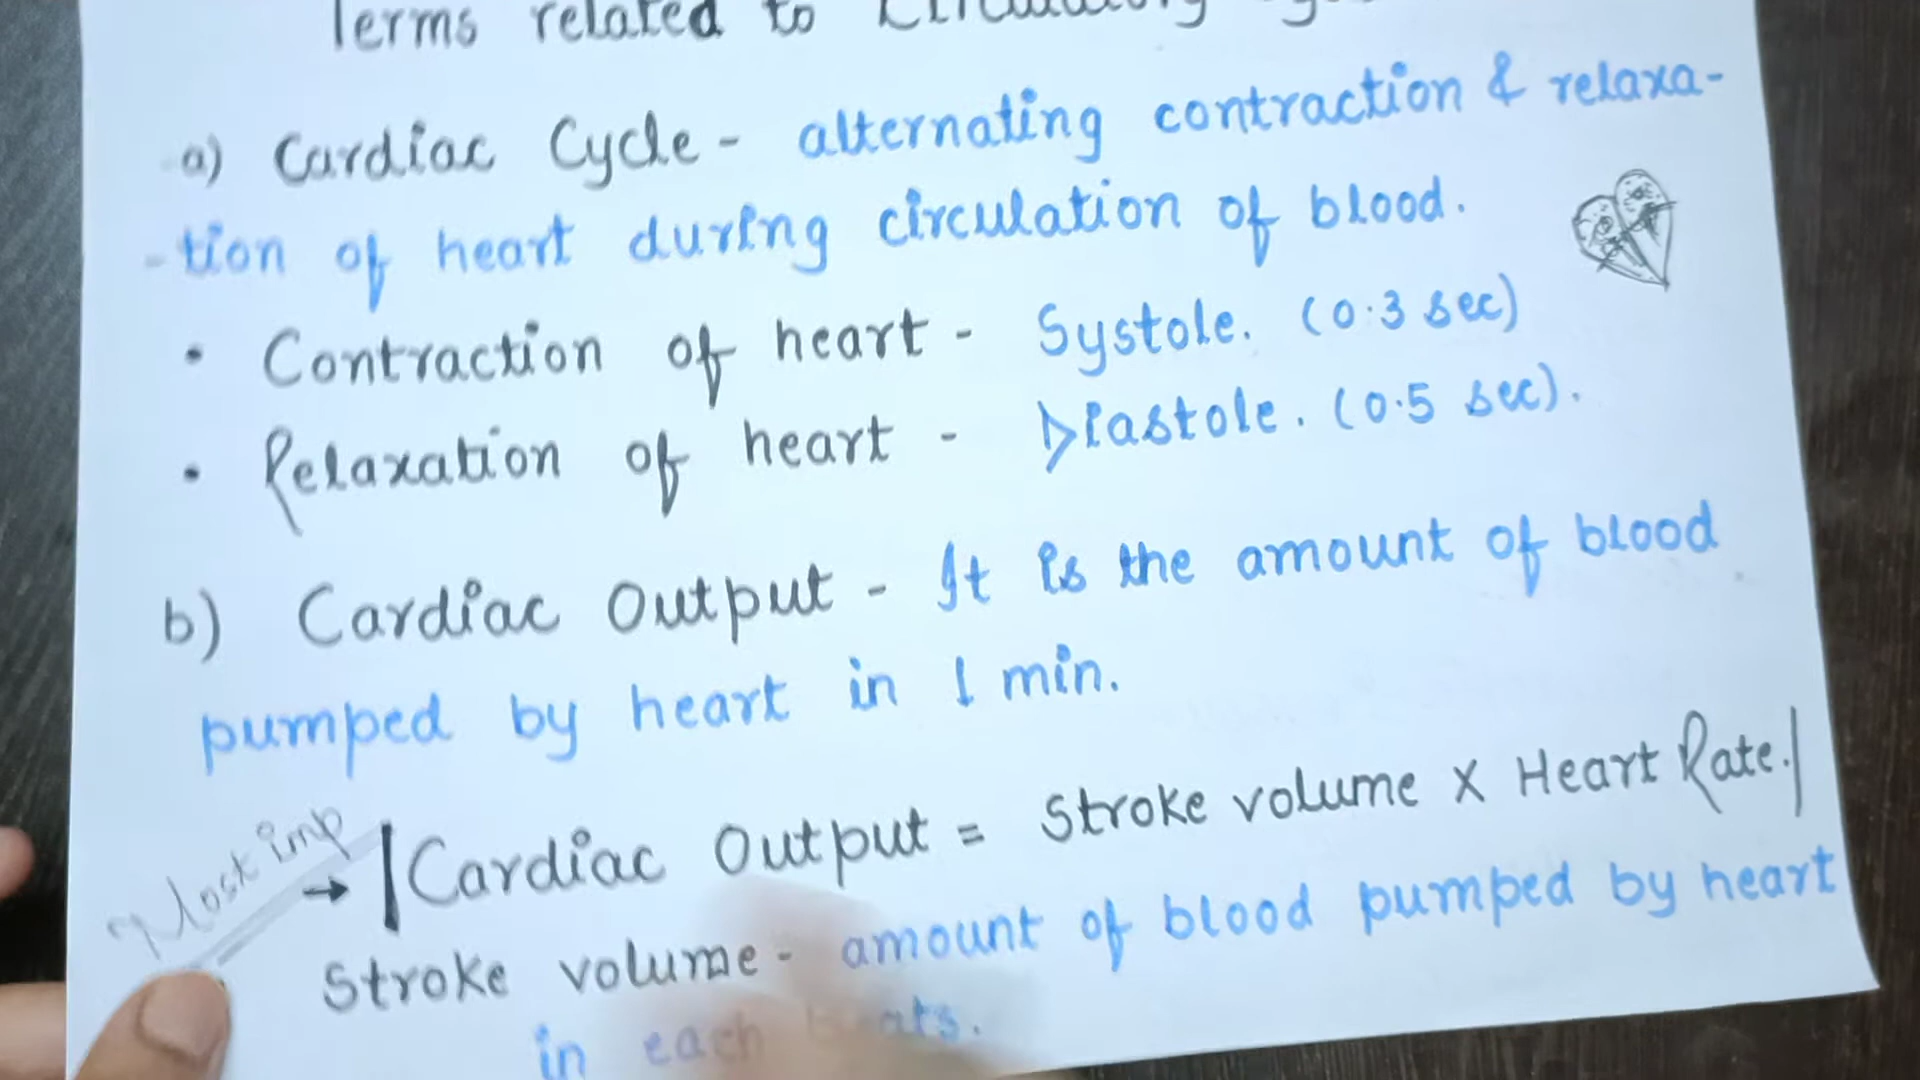 Terms related to Circulatory
a) Cardiac Cycle - alternating contraction & relaxa-
-tion of heart during circulation of blood.
• Contraction of heart - Systole. (0.3 sec)
• Relaxation of heart - Diastole. (0.5 sec).
b) Cardiac Output - It is the amount of blood
pumped by heart in 1 min.
Most imp
→ |Cardiac Output = Stroke volume x Heart Rate.|
Stroke volume - amount of blood pumped by heart
in each beats.